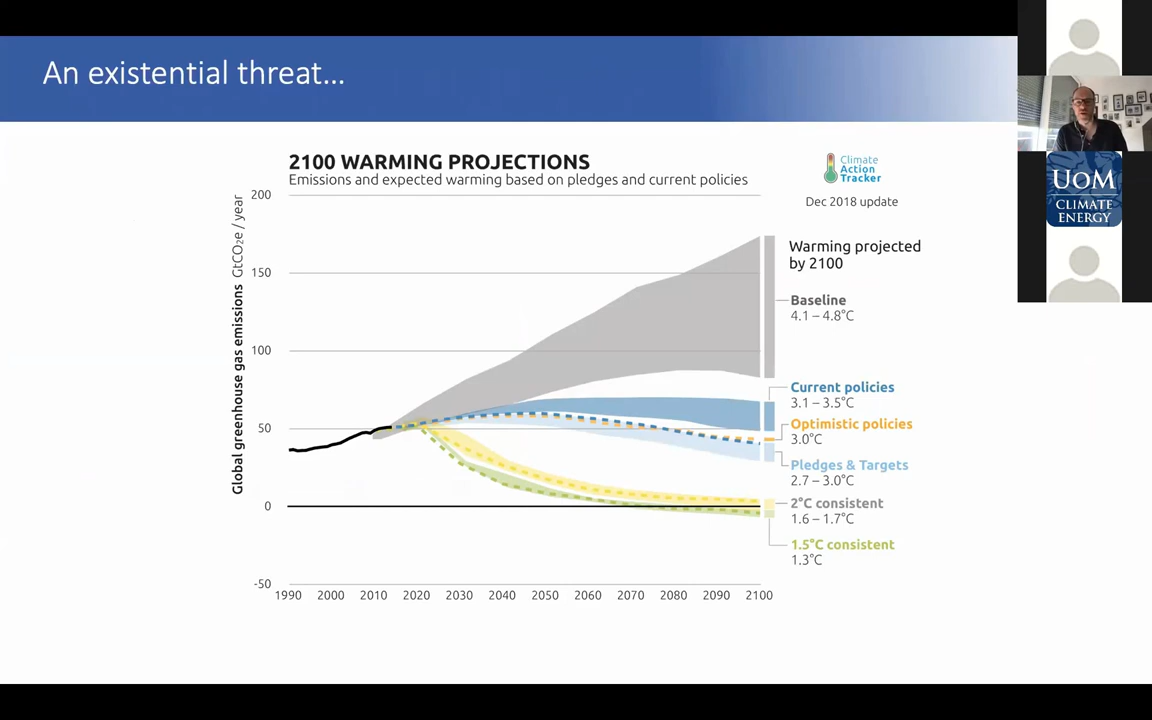 An existential threat...
2100 WARMING PROJECTIONS
Emissions and expected warming based on pledges and current policies
Climate
Action
Tracker
Dec 2018 update
Global greenhouse gas emissions GtCO₂e / year
200
150
100
50
0
-50
1990 2000 2010 2020 2030 2040 2050 2060 2070 2080 2090 2100
Warming projected
by 2100
Baseline
4.1 – 4.8°C
Current policies
3.1 – 3.5°C
Optimistic policies
3.0°C
Pledges & Targets
2.7 – 3.0°C
2°C consistent
1.6 – 1.7°C
1.5°C consistent
1.3°C
UoM
CLIMATE
ENERGY